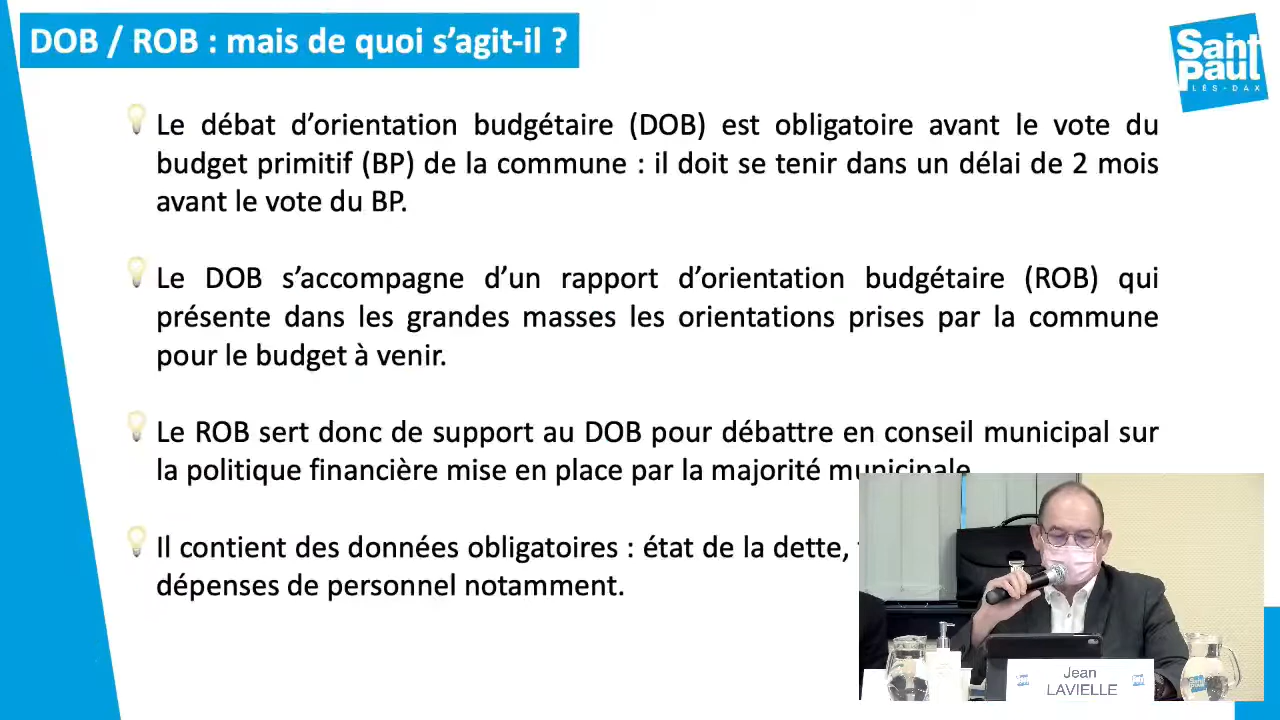 DOB / ROB : mais de quoi s’agit-il ?
Saint
Paul
LÈS-DAX
Le débat d’orientation budgétaire (DOB) est obligatoire avant le vote du
budget primitif (BP) de la commune : il doit se tenir dans un délai de 2 mois
avant le vote du BP.
Le DOB s’accompagne d’un rapport d’orientation budgétaire (ROB) qui
présente dans les grandes masses les orientations prises par la commune
pour le budget à venir.
Le ROB sert donc de support au DOB pour débattre en conseil municipal sur
la politique financière mise en place par la majorité municipale.
Il contient des données obligatoires : état de la dette,
dépenses de personnel notamment.
Jean
LAVIELLE